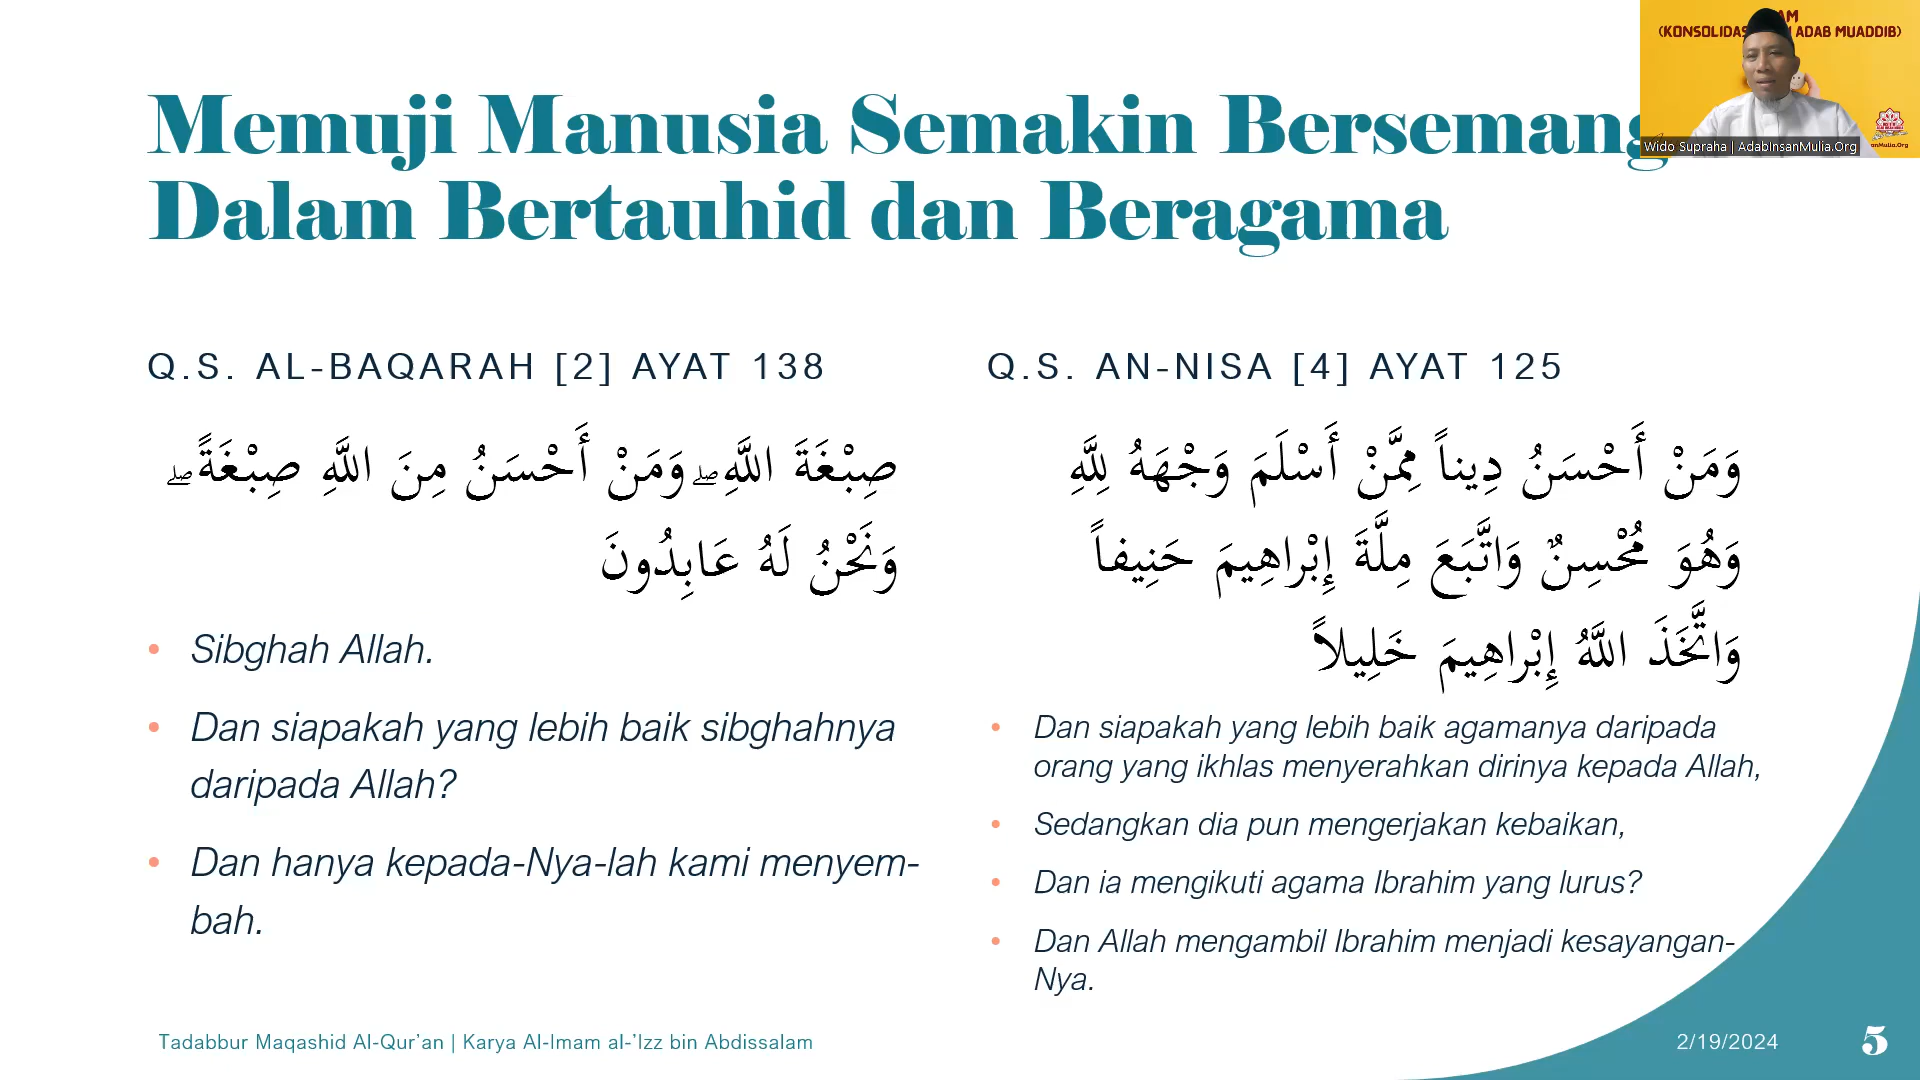 Memuji Manusia Semakin Bersemang
Dalam Bertauhid dan Beragama
AM
(KONSOLIDAS ADAB MUADDIB)
Wido Supraha | AdabInsanMulia.Org
Q.S. AL-BAQARAH [2] AYAT 138
صِبْغَةَ اللَّهِ ۖ وَمَنْ أَحْسَنُ مِنَ اللَّهِ صِبْغَةً ۖ
وَنَحْنُ لَهُ عَابِدُونَ
• Sibghah Allah.
• Dan siapakah yang lebih baik sibghahnya
daripada Allah?
• Dan hanya kepada-Nya-lah kami menyem-
bah.
Q.S. AN-NISA [4] AYAT 125
وَمَنْ أَحْسَنُ دِيناً مِمَّنْ أَسْلَمَ وَجْهَهُ لِلَّهِ
وَهُوَ مُحْسِنٌ وَاتَّبَعَ مِلَّةَ إِبْراهِيمَ حَنِيفاً
وَاتَّخَذَ اللَّهُ إِبْراهِيمَ خَلِيلاً
• Dan siapakah yang lebih baik agamanya daripada
orang yang ikhlas menyerahkan dirinya kepada Allah,
• Sedangkan dia pun mengerjakan kebaikan,
• Dan ia mengikuti agama Ibrahim yang lurus?
• Dan Allah mengambil Ibrahim menjadi kesayangan-
Nya.
Tadabbur Maqashid Al-Qur'an | Karya Al-Imam al-'Izz bin Abdissalam
2/19/2024
5